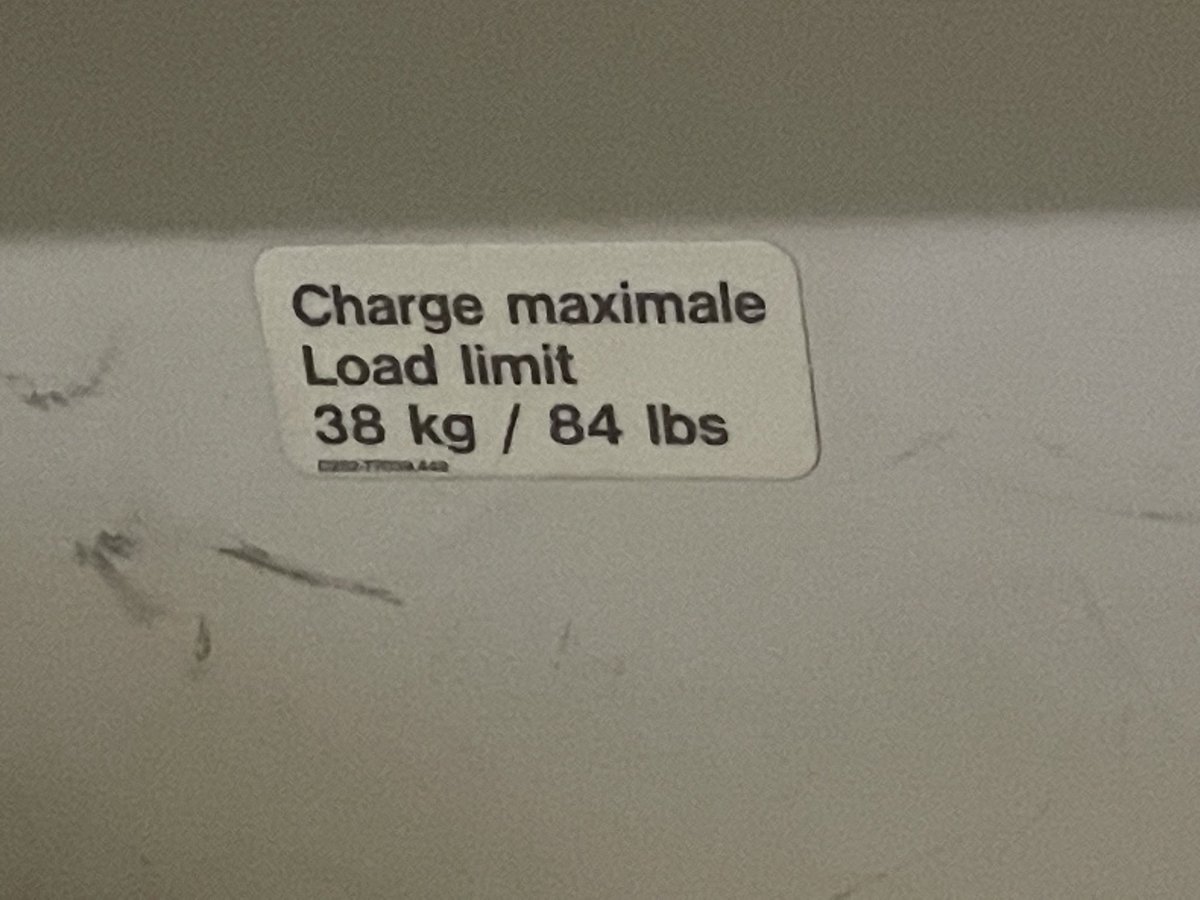 Charge maximale
Load limit
38 kg / 84 lbs